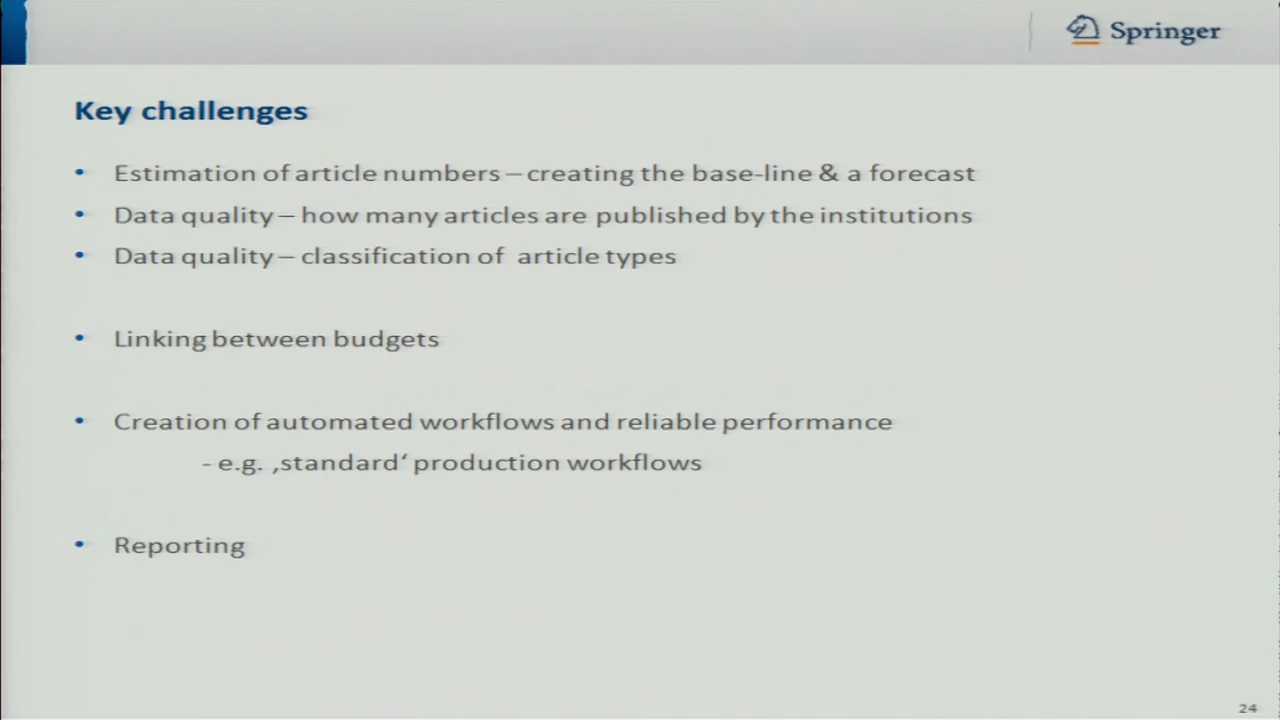 Springer
Key challenges
• Estimation of article numbers – creating the base-line & a forecast
• Data quality – how many articles are published by the institutions
• Data quality – classification of article types
• Linking between budgets
• Creation of automated workflows and reliable performance
- e.g. ‚standard‘ production workflows
• Reporting
24